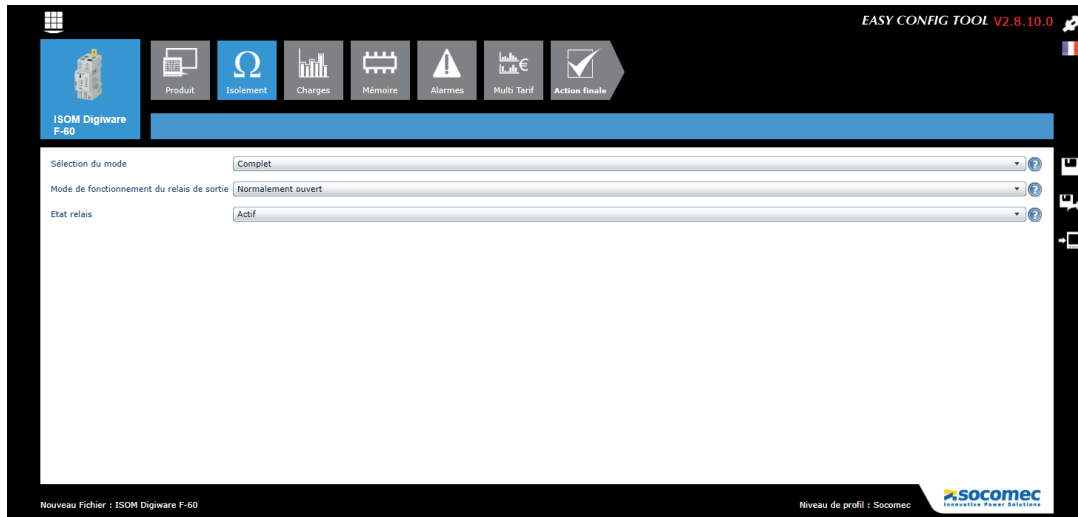 EASY CONFIG TOOL V2.8.10.0
Produit
Isolement
Charges
Mémoire
Alarmes
Multi Tarif
Action finale
ISOM Digiware
F-60
Sélection du mode
Complet
Mode de fonctionnement du relais de sortie
Normalement ouvert
Etat relais
Actif
Nouveau Fichier : ISOM Digiware F-60
Niveau de profil : Socomec
socomec
Innovative Power Solutions